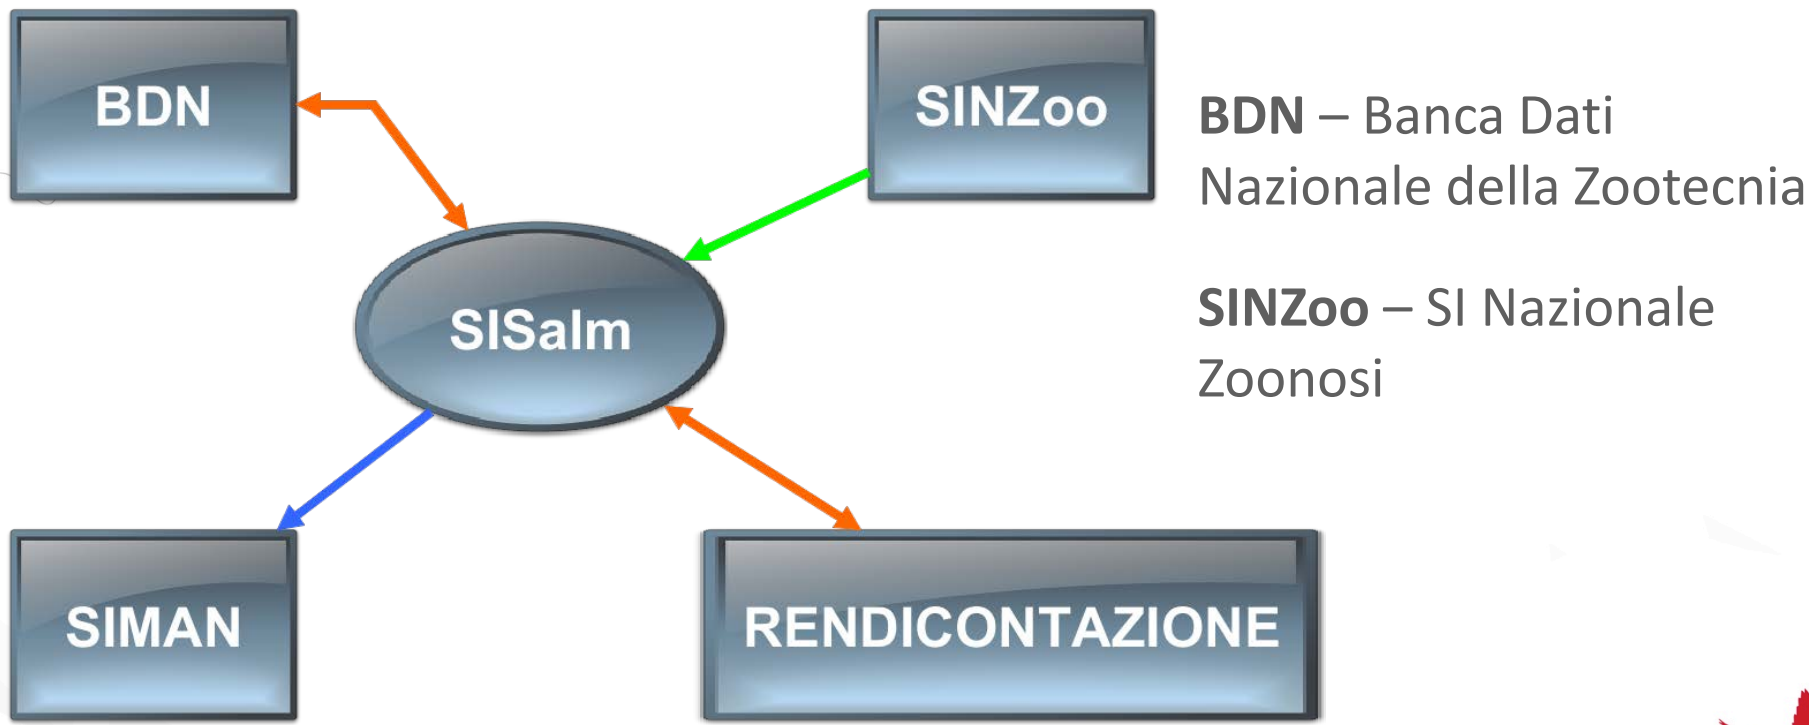 BDN
SINZoo
SISalm
SIMAN
RENDICONTAZIONE
BDN – Banca Dati
Nazionale della Zootecnia
SINZoo – SI Nazionale
Zoonosi